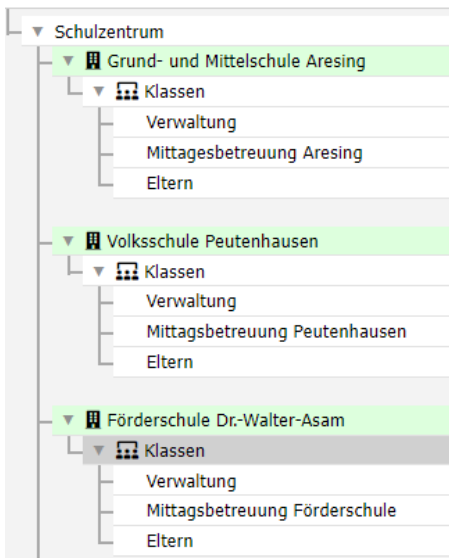 Schulzentrum
Grund- und Mittelschule Aresing
Klassen
Verwaltung
Mittagesbetreuung Aresing
Eltern
Volksschule Peutenhausen
Klassen
Verwaltung
Mittagsbetreuung Peutenhausen
Eltern
Förderschule Dr.-Walter-Asam
Klassen
Verwaltung
Mittagsbetreuung Förderschule
Eltern